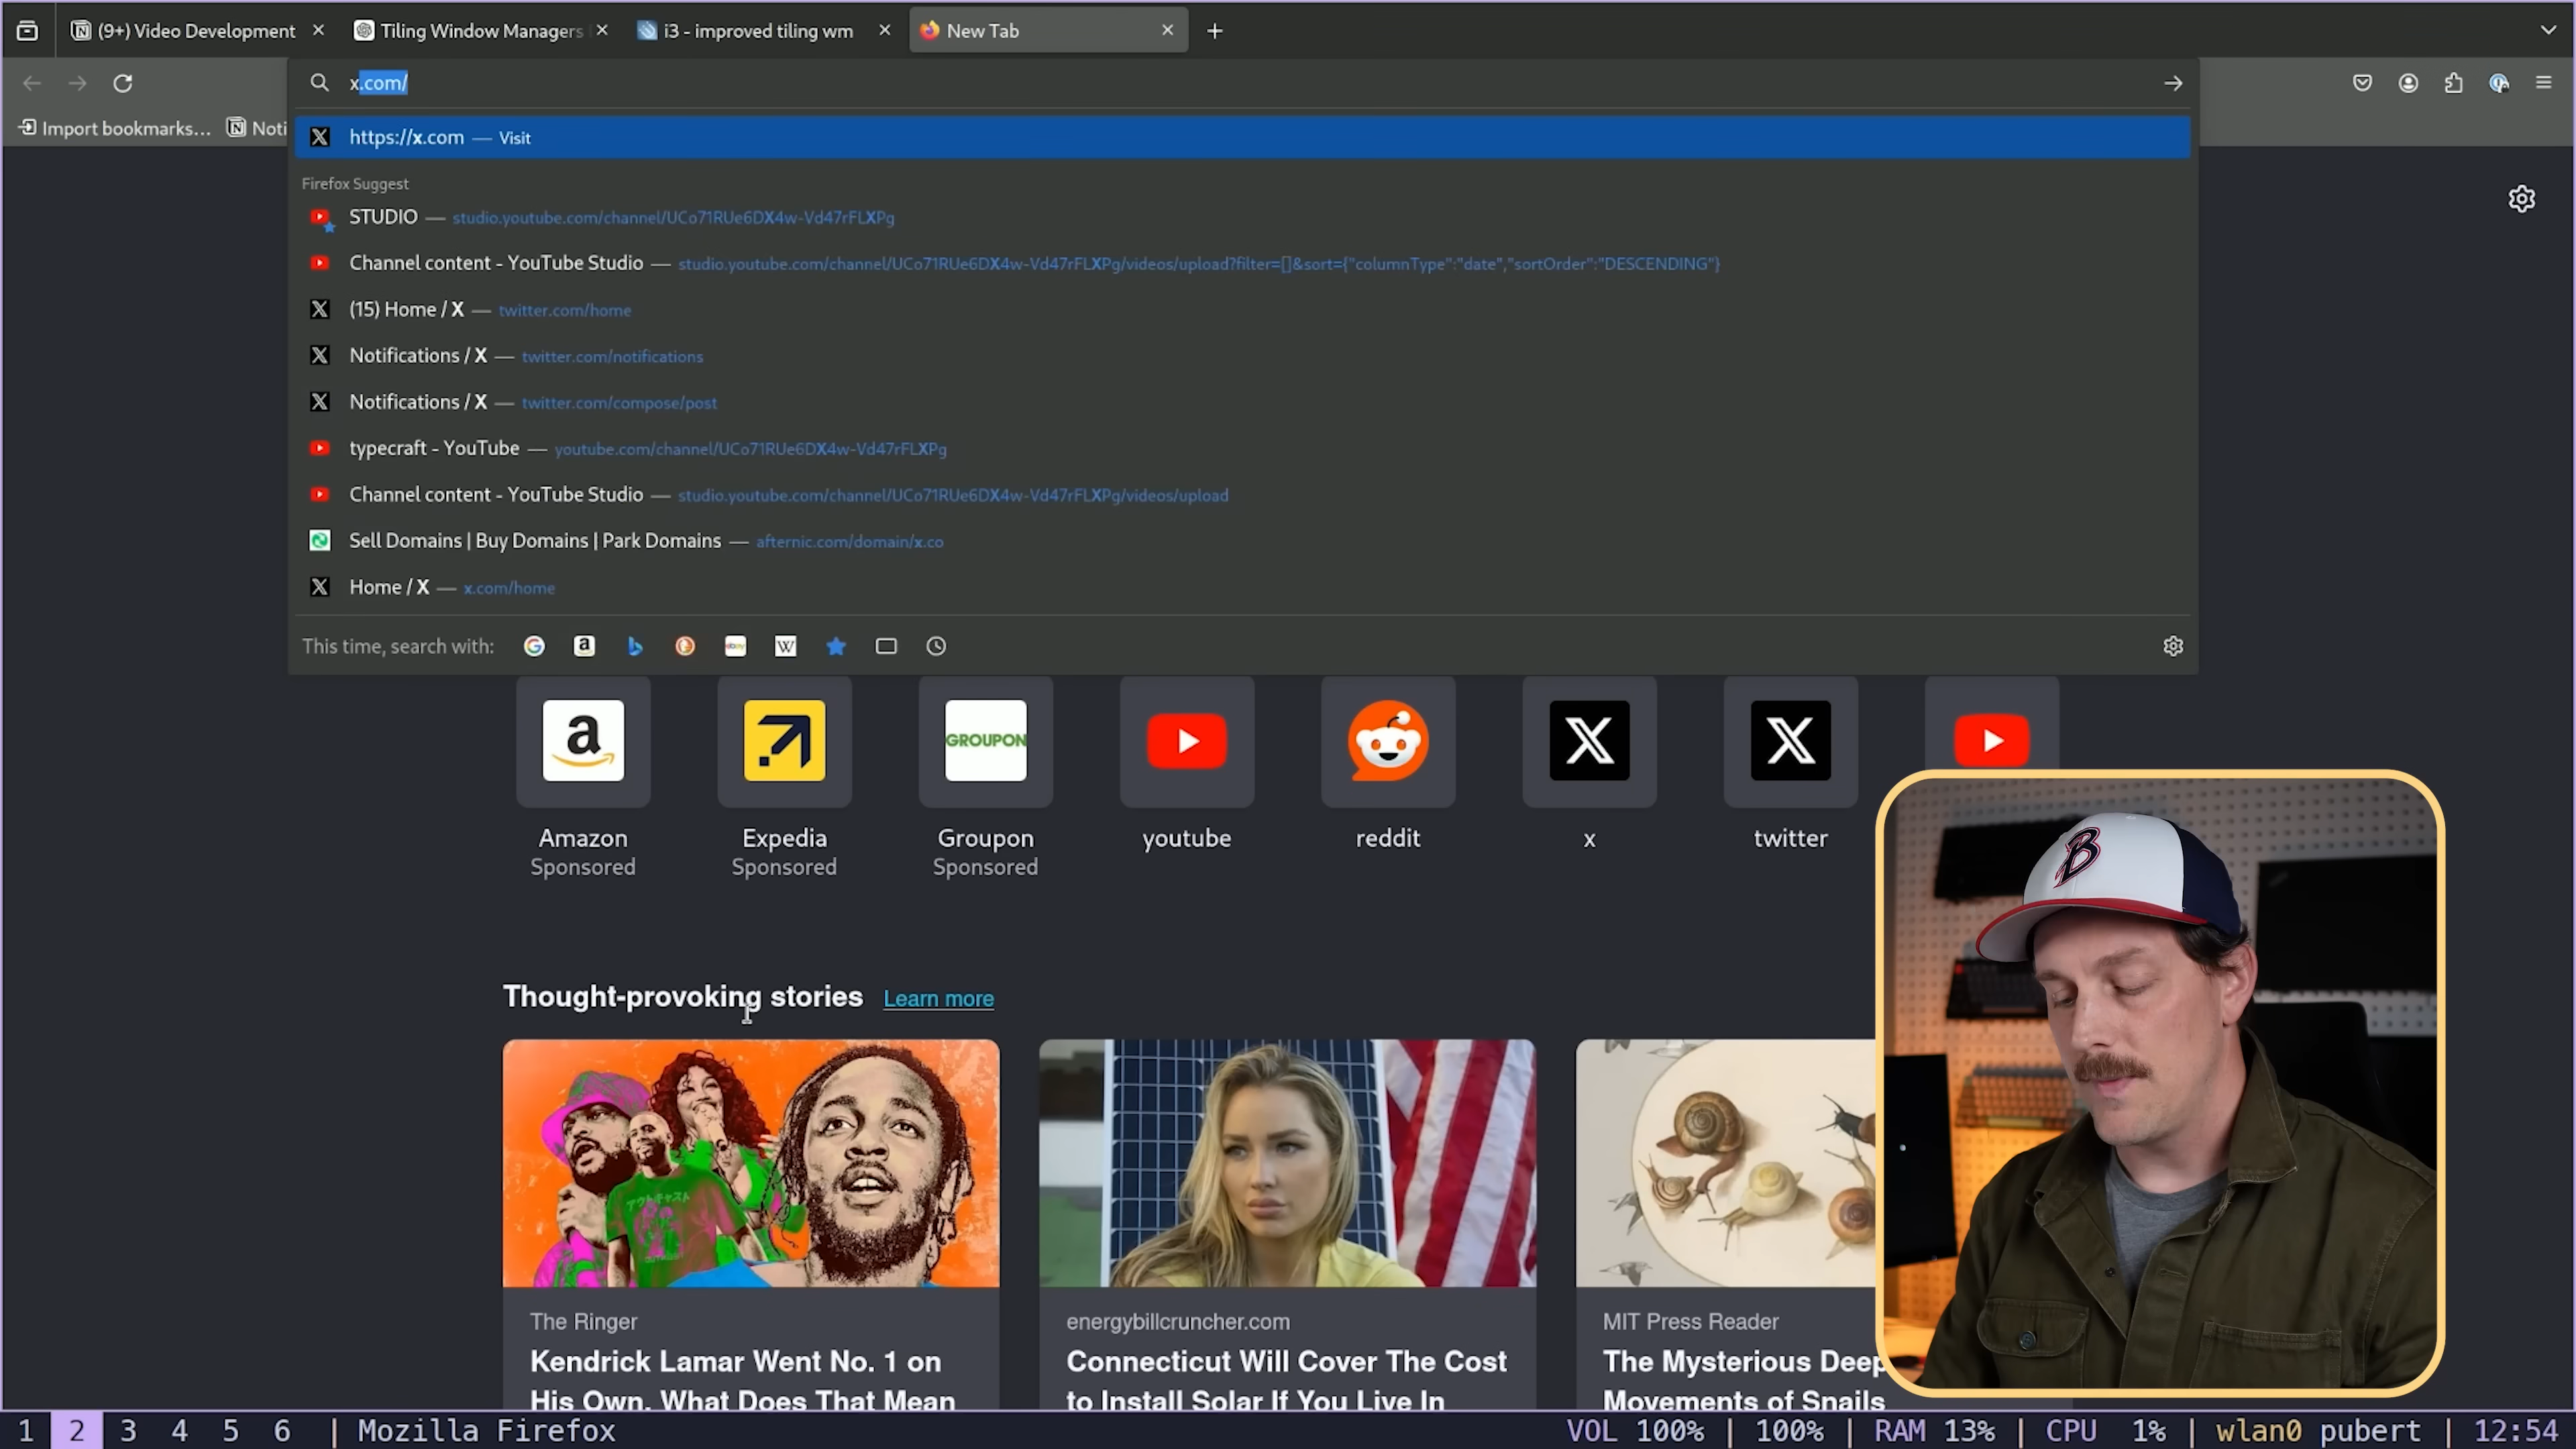 (9+) Video Development
Tiling Window Managers
i3 - improved tiling wm
New Tab
x.com/
Import bookmarks...
Noti
https://x.com — Visit
Firefox Suggest
STUDIO — studio.youtube.com/channel/UCo71RUe6DX4w-Vd47rFLXPg
Channel content - YouTube Studio — studio.youtube.com/channel/UCo71RUe6DX4w-Vd47rFLXPg/videos/upload?filter=[]&sort={"columnType":"date","sortOrder":"DESCENDING"}
(15) Home / X — twitter.com/home
Notifications / X — twitter.com/notifications
Notifications / X — twitter.com/compose/post
typecraft - YouTube — youtube.com/channel/UCo71RUe6DX4w-Vd47rFLXPg
Channel content - YouTube Studio — studio.youtube.com/channel/UCo71RUe6DX4w-Vd47rFLXPg/videos/upload
Sell Domains | Buy Domains | Park Domains — afternic.com/domain/x.co
Home / X — x.com/home
This time, search with:
GROUPON
Amazon
Sponsored
Expedia
Sponsored
Groupon
Sponsored
youtube
reddit
x
twitter
B
Thought-provoking stories Learn more
アウトキャスト
The Ringer
Kendrick Lamar Went No. 1 on
His Own. What Does That Mean
energybillcruncher.com
Connecticut Will Cover The Cost
to Install Solar If You Live In
MIT Press Reader
The Mysterious Deep
Movements of Snails
1 2 3 4 5 6 | Mozilla Firefox
VOL 100% | 100% | RAM 13% | CPU 1% | wlan0 pubert | 12:54